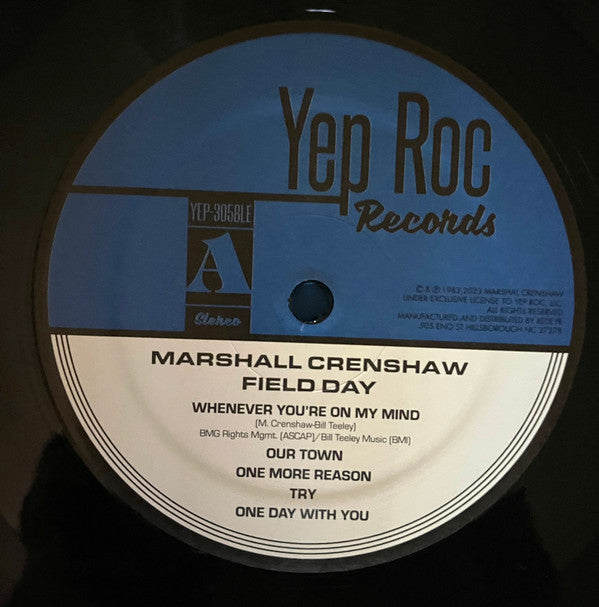 Yep Roc
Records
YEP-3058LE
A
Stereo
© & ℗ 1983, 2023 MARSHAL CRENSHAW
UNDER EXCLUSIVE LICENSE TO YEP ROC, LLC
ALL RIGHTS RESERVED
MANUFACTURED AND DISTRIBUTED BY REDEYE
505 ENO ST HILLSBOROUGH NC 27278
MARSHALL CRENSHAW
FIELD DAY
WHENEVER YOU'RE ON MY MIND
(M. Crenshaw-Bill Teeley)
BMG Rights Mgmt. (ASCAP)/Bill Teeley Music (BMI)
OUR TOWN
ONE MORE REASON
TRY
ONE DAY WITH YOU